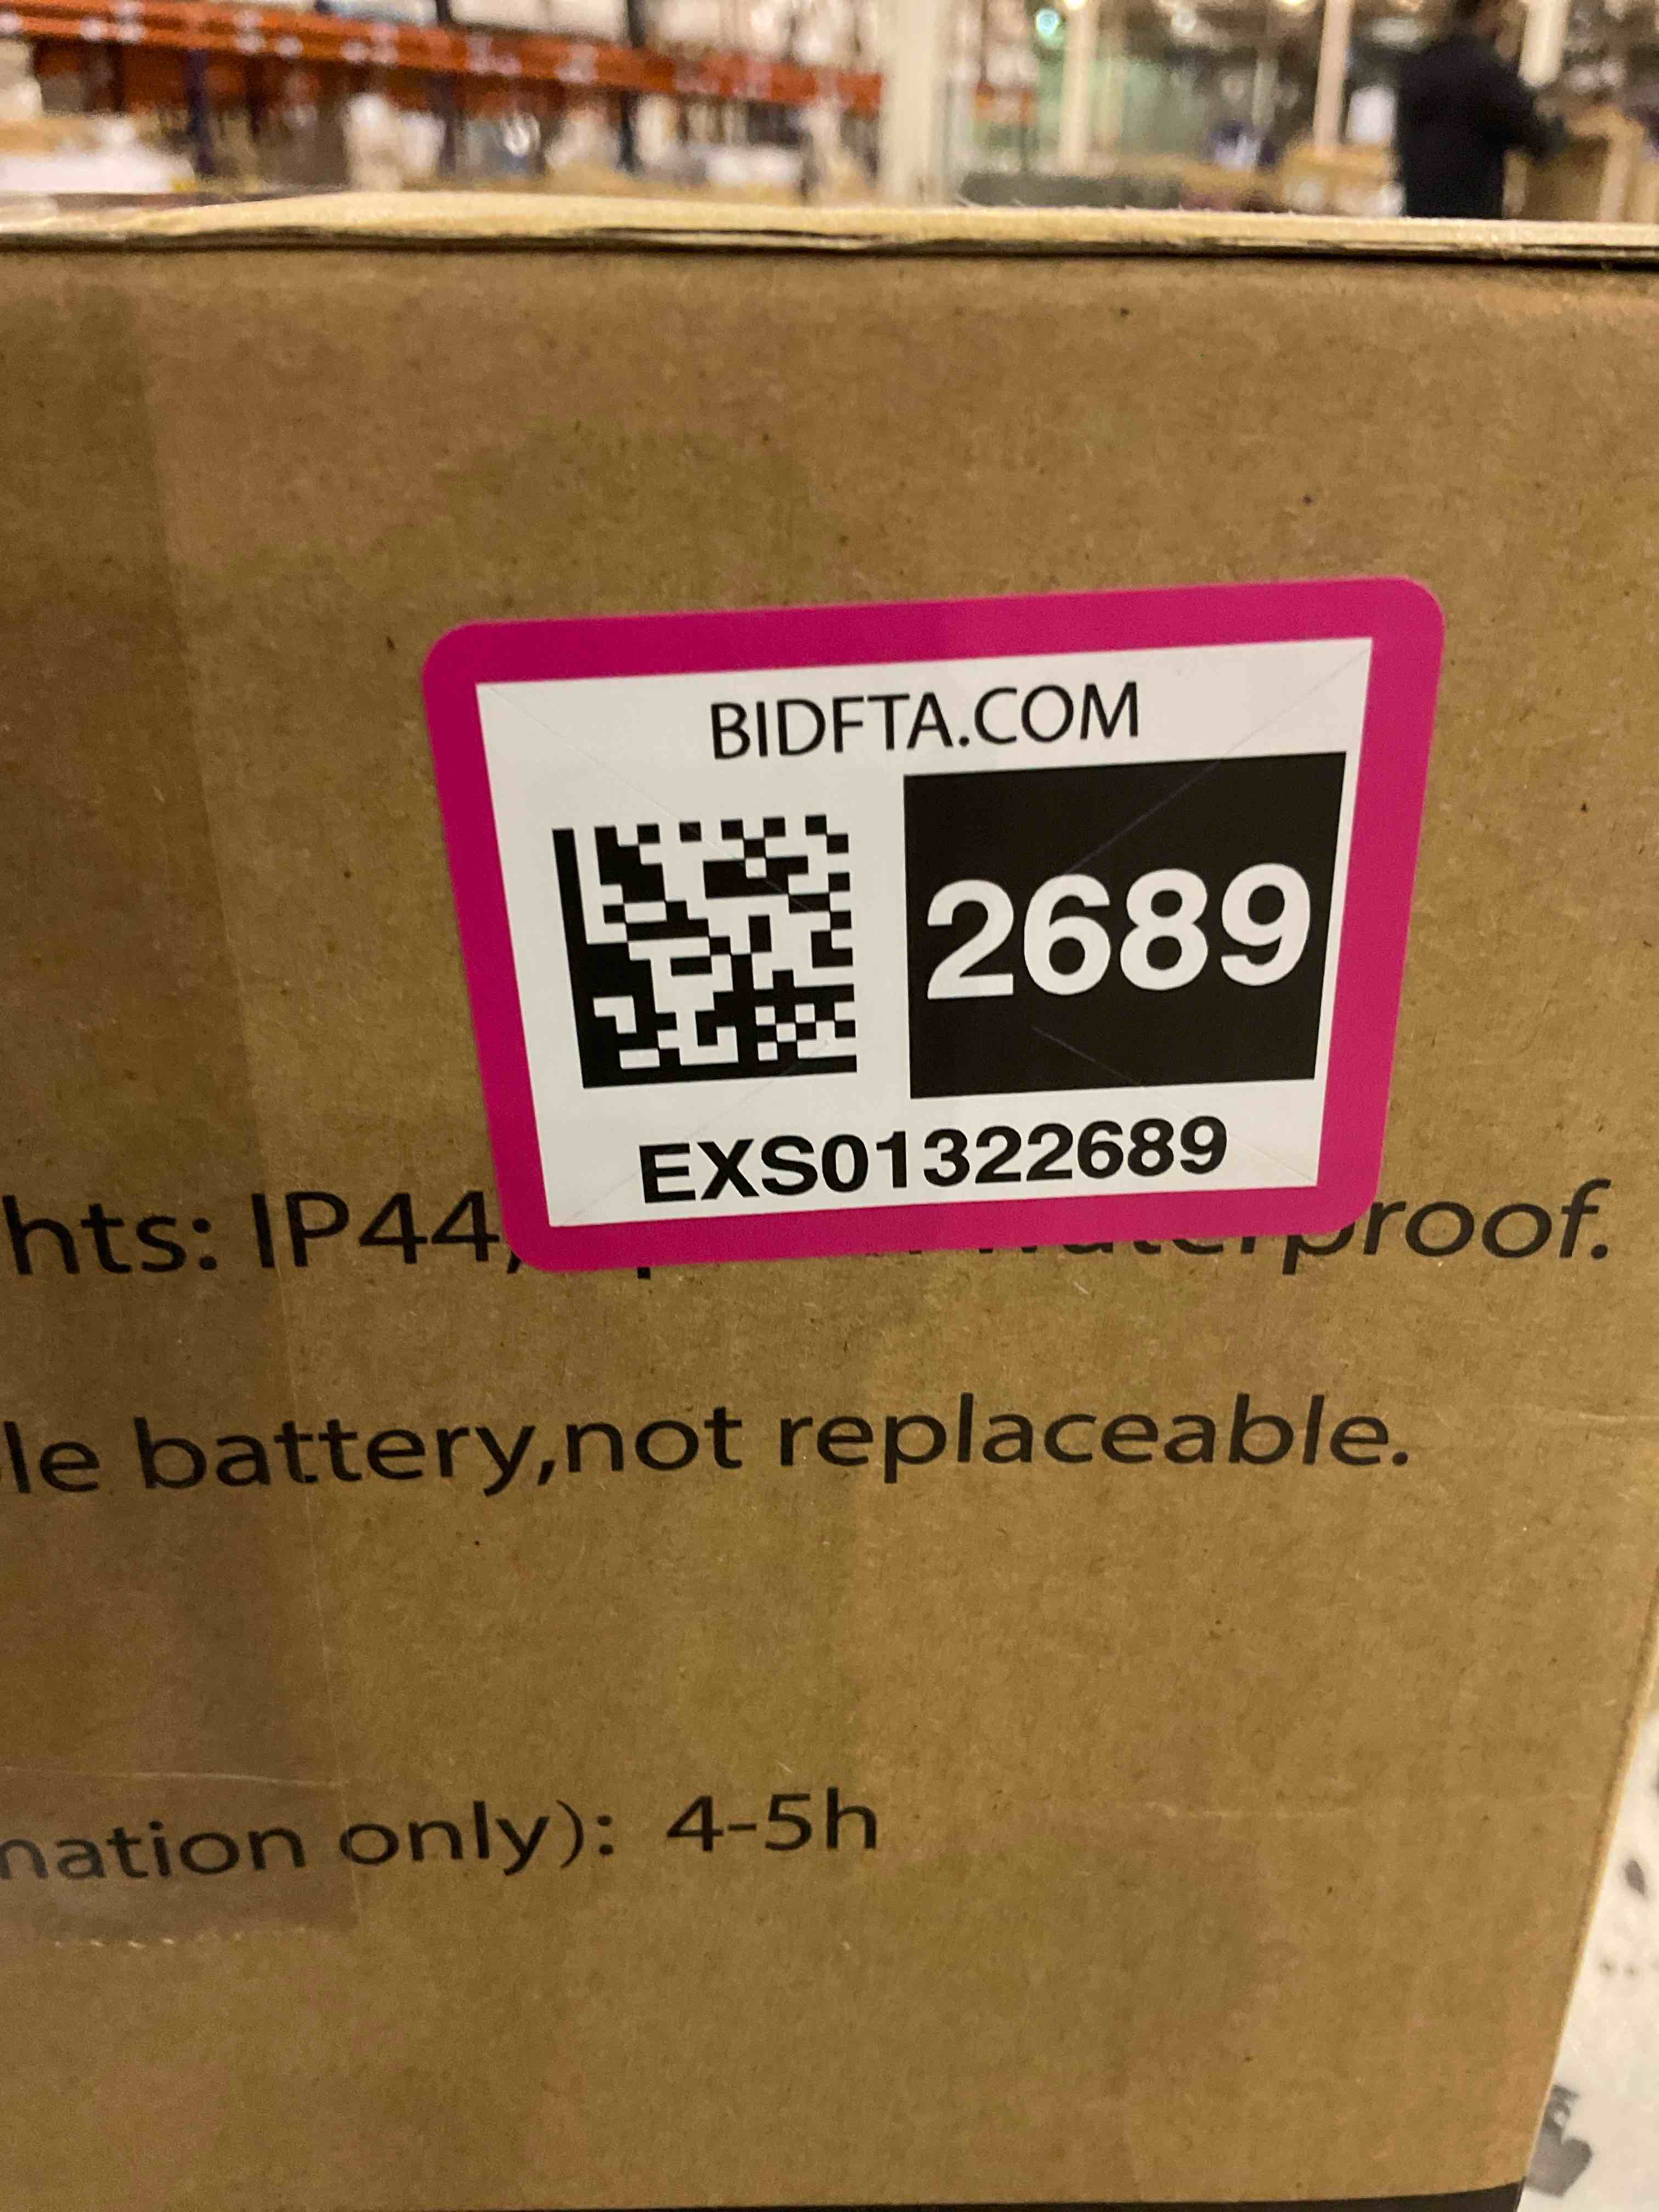 BIDFTA.COM
2689
EXS01322689
hts: IP44, waterproof.
le battery,not replaceable.
nation only): 4-5h